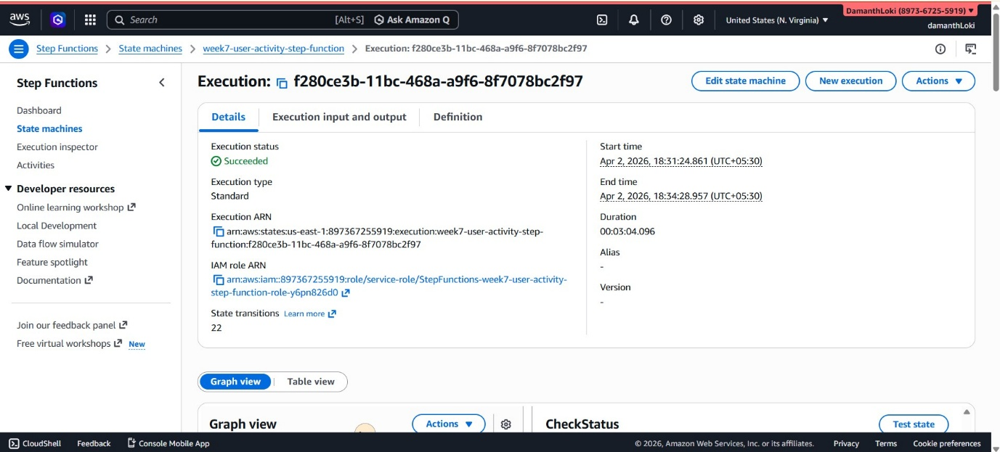 aws
Search
[Alt+S]
Ask Amazon Q
United States (N. Virginia) ▼
DamanthLoki (8973-6725-5919) ▼
damanthLoki
Step Functions
State machines
week7-user-activity-step-function
Execution: f280ce3b-11bc-468a-a9f6-8f7078bc2f97
Step Functions
Dashboard
State machines
Execution inspector
Activities
Developer resources
Online learning workshop
Local Development
Data flow simulator
Feature spotlight
Documentation
Join our feedback panel
Free virtual workshops New
Execution: f280ce3b-11bc-468a-a9f6-8f7078bc2f97
Edit state machine
New execution
Actions ▼
Details
Execution input and output
Definition
Execution status
Succeeded
Execution type
Standard
Execution ARN
arn:aws:states:us-east-1:897367255919:execution:week7-user-activity-step-
function:f280ce3b-11bc-468a-a9f6-8f7078bc2f97
IAM role ARN
arn:aws:iam::897367255919:role/service-role/StepFunctions-week7-user-activity-
step-function-role-y6pn826d0
State transitions Learn more
22
Start time
Apr 2, 2026, 18:31:24.861 (UTC+05:30)
End time
Apr 2, 2026, 18:34:28.957 (UTC+05:30)
Duration
00:03:04.096
Alias
-
Version
-
Graph view
Table view
Graph view
Actions ▼
CheckStatus
Test state
CloudShell
Feedback
Console Mobile App
© 2026, Amazon Web Services, Inc. or its affiliates.
Privacy
Terms
Cookie preferences